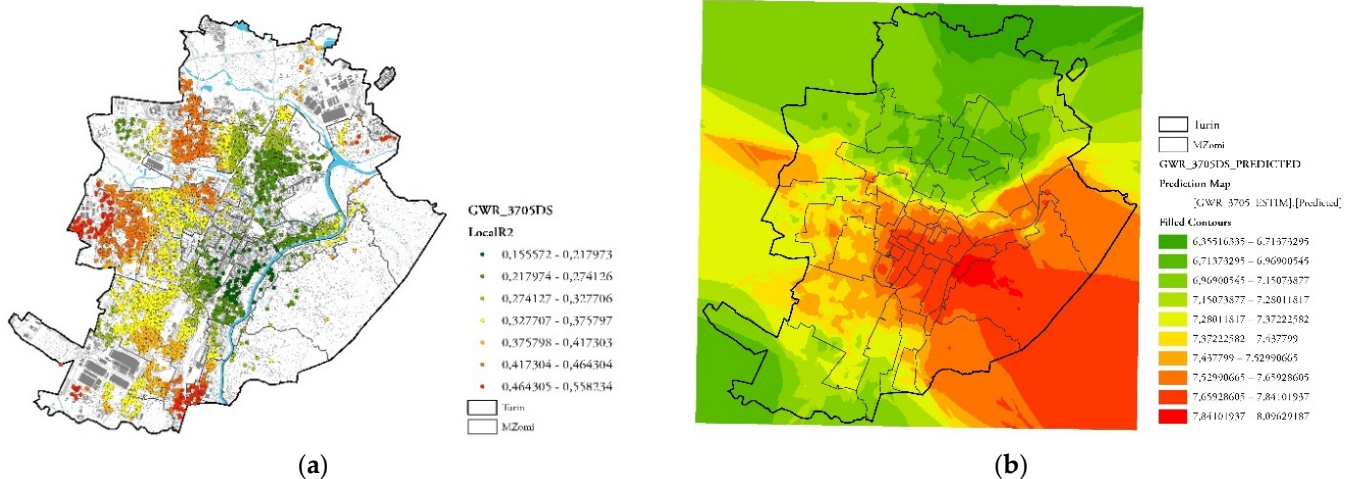 GWR_3705DS
LocalR2
0,155572 - 0,217973
0,217974 - 0,274126
0,274127 - 0,327706
0,327707 - 0,375797
0,375798 - 0,417303
0,417304 - 0,464304
0,464305 - 0,558234
Turin
MZomi
(a)
Turin
MZomi
GWR_3705DS_PREDICTED
Prediction Map
[GWR_3705_ESTIM].[Predicted]
Filled Contours
6,35516335 – 6,71373295
6,71373295 – 6,96900545
6,96900545 – 7,15073877
7,15073877 – 7,28011817
7,28011817 – 7,37222582
7,37222582 – 7,437799
7,437799 – 7,52990665
7,52990665 – 7,65928605
7,65928605 – 7,84101937
7,84101937 – 8,09629187
(b)